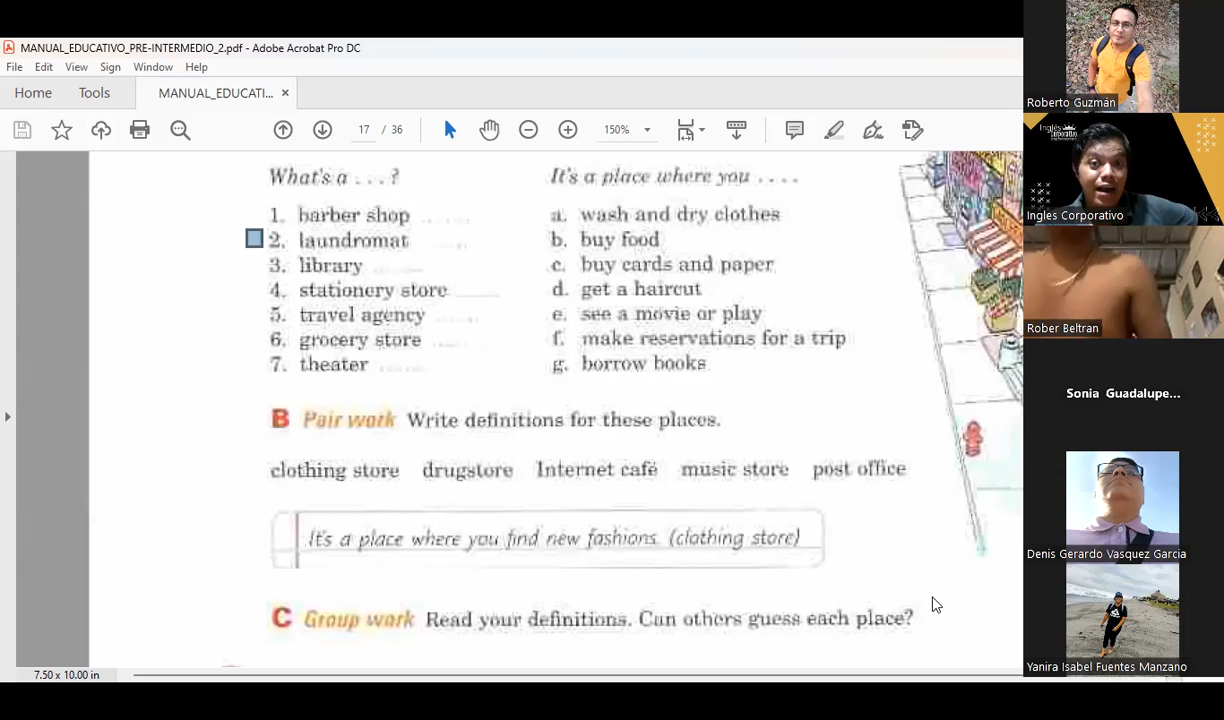 MANUAL_EDUCATIVO_PRE-INTERMEDIO_2.pdf - Adobe Acrobat Pro DC
File Edit View Sign Window Help
Home Tools MANUAL_EDUCATI... ×
17 / 36 150%
What's a . . . ? It's a place where you . . . .
1. barber shop a. wash and dry clothes
2. laundromat b. buy food
3. library c. buy cards and paper
4. stationery store d. get a haircut
5. travel agency e. see a movie or play
6. grocery store f. make reservations for a trip
7. theater g. borrow books
B Pair work Write definitions for these places.
clothing store drugstore Internet café music store post office
It's a place where you find new fashions. (clothing store)
C Group work Read your definitions. Can others guess each place?
7.50 x 10.00 in
Roberto Guzmán
Inglés Corporativo
Ingles Corporativo
Rober Beltran
Sonia Guadalupe...
Denis Gerardo Vasquez Garcia
Yanira Isabel Fuentes Manzano